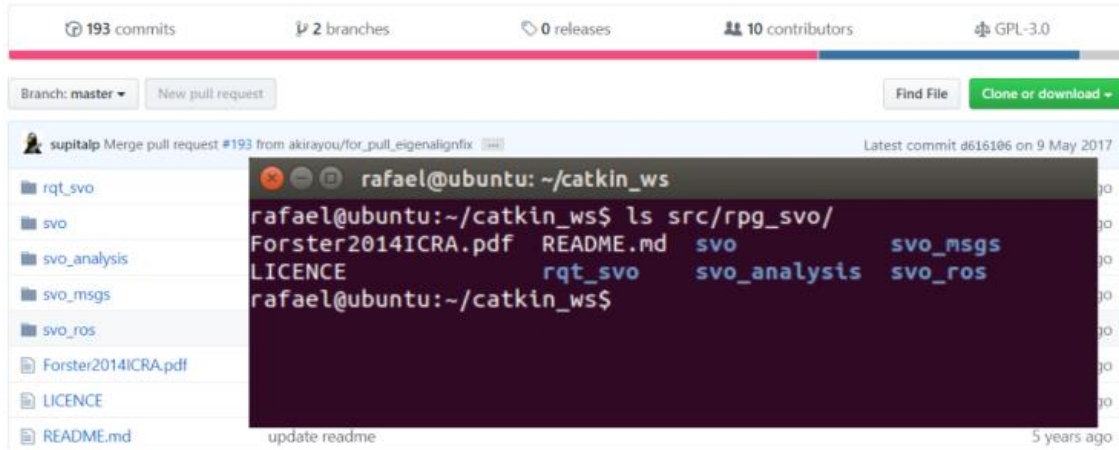 193 commits 2 branches 0 releases 10 contributors GPL-3.0
Branch: master New pull request Find File Clone or download
supitalp Merge pull request #193 from akirayou/for_pull_eigenalignfix ... Latest commit d616106 on 9 May 2017
rqt_svo
svo
svo_analysis
svo_msgs
svo_ros
Forster2014ICRA.pdf
LICENCE
README.md update readme 5 years ago
rafael@ubuntu: ~/catkin_ws
rafael@ubuntu:~/catkin_ws$ ls src/rpg_svo/
Forster2014ICRA.pdf README.md svo svo_msgs
LICENCE rqt_svo svo_analysis svo_ros
rafael@ubuntu:~/catkin_ws$